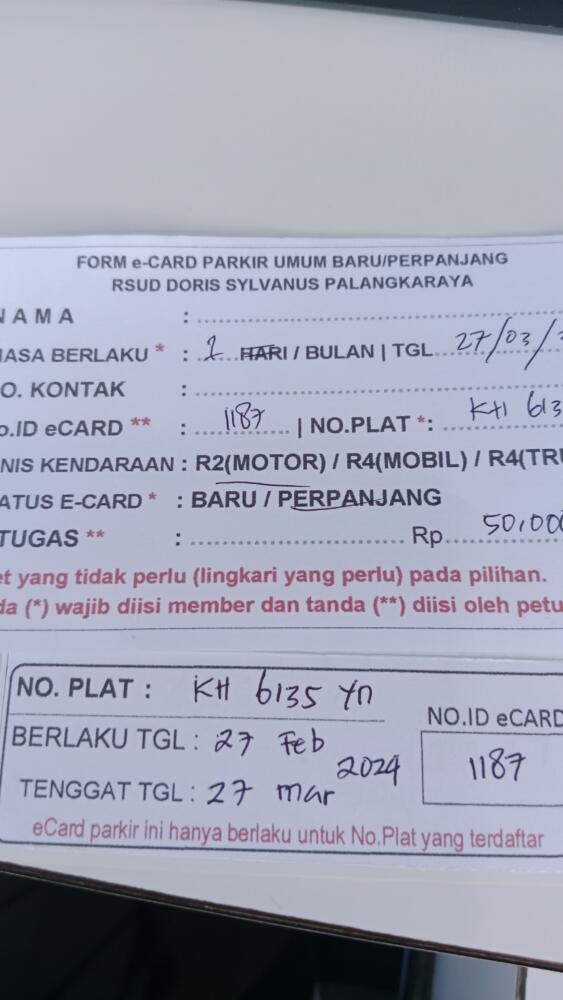 FORM e-CARD PARKIR UMUM BARU/PERPANJANG
RSUD DORIS SYLVANUS PALANGKARAYA
NAMA :
MASA BERLAKU * : 1 HARI / BULAN | TGL 27/03/
O. KONTAK :
o.ID eCARD ** : 1187 | NO.PLAT *: KH 613
NIS KENDARAAN : R2(MOTOR) / R4(MOBIL) / R4(TRU
ATUS E-CARD * : BARU / PERPANJANG
TUGAS ** : Rp. 50,000
et yang tidak perlu (lingkari yang perlu) pada pilihan.
da (*) wajib diisi member dan tanda (**) diisi oleh petu
NO. PLAT : KH 6135 YN
BERLAKU TGL : 27 Feb 2024
TENGGAT TGL : 27 mar
NO.ID eCARD
1187
eCard parkir ini hanya berlaku untuk No.Plat yang terdaftar